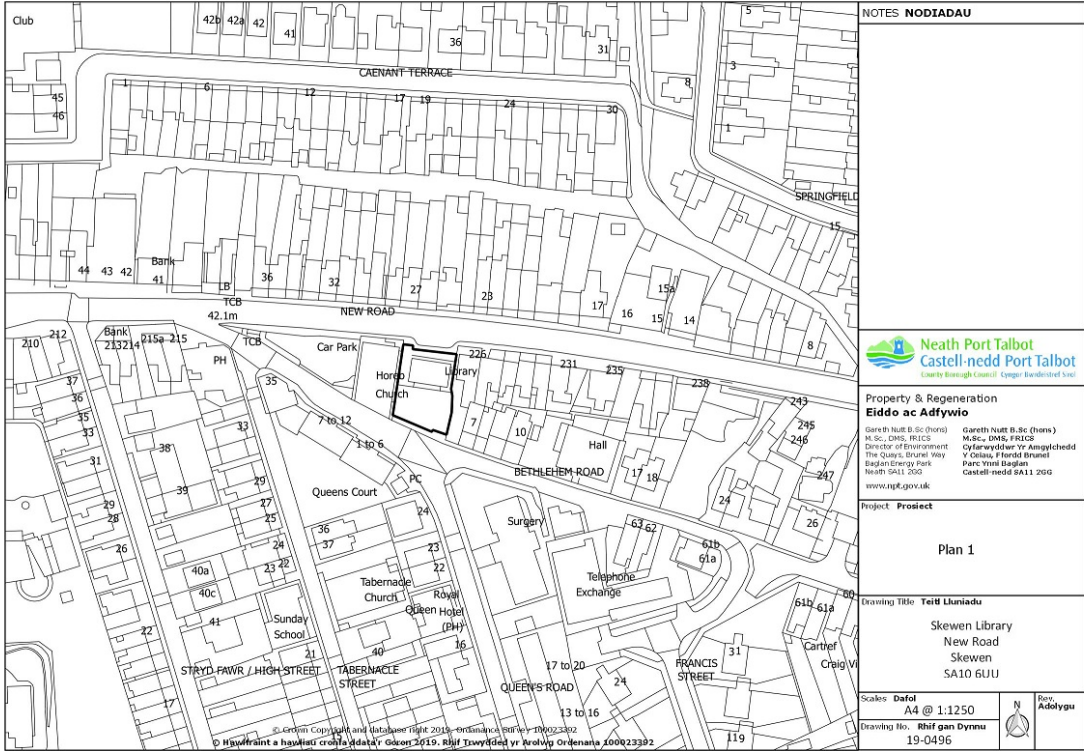 Club
42b 42a 42
41
36
31
5
3
8
1
CAENANT TERRACE
45
46
1
6
12
17 19
24
30
SPRINGFIELD
15
44 43 42
Bank
41
LB
TCB
42.1m
36
32
27
23
17
16
15a
15
14
8
NEW ROAD
210
212
Bank
213214
215a 215
PH
TCB
Car Park
Horeb
Church
Library
226
231
235
238
243
245
246
247
37
36
35
33
31
29
28
26
22
17
35
33
7 to 12
1 to 6
7
10
Hall
17
18
BETHLEHEM ROAD
38
39
29
27
25
24
23 22
Queens Court
36
37
PC
24
23
22
Surgery
63 62
61b
61a
24
26
60
61b 61a
40a
40c
41
Sunday
School
21
Tabernacle
Church
40
Royal
Queen Hotel
(PH)
16
Telephone
Exchange
Cartref
Craig Vi
31
STRYD FAWR / HIGH STREET
TABERNACLE
STREET
QUEEN'S ROAD
17 to 20
24
13 to 16
FRANCIS
STREET
119
15
© Crown Copyright and database right 2019. Ordnance Survey 100023392
© Hawlfraint a hawliau cronfa ddata'r Goron 2019. Rhif Trwydded yr Arolwg Ordenana 100023392
NOTES NODIADAU
Neath Port Talbot
Castell-nedd Port Talbot
County Borough Council Cyngor Bwrdeistref Sirol
Property & Regeneration
Eiddo ac Adfywio
Gareth Nutt B.Sc (hons)
M.Sc., DMS, FRICS
Director of Environment
The Quays, Brunel Way
Baglan Energy Park
Neath SA11 2GG
Gareth Nutt B.Sc (hons)
M.Sc., DMS, FRICS
Cyfarwyddwr Yr Amgylchedd
Y Ceiau, Ffordd Brunel
Parc Ynni Baglan
Castell-nedd SA11 2GG
www.npt.gov.uk
Project Prosiect
Plan 1
Drawing Title Teitl Lluniadu
Skewen Library
New Road
Skewen
SA10 6UU
Scales Dafol
A4 @ 1:1250
Drawing No. Rhif gan Dynnu
19-0496
N
Rev.
Adolygu